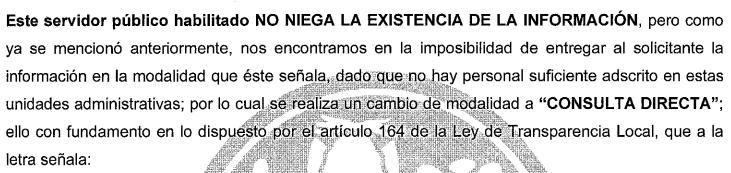 Este servidor público habilitado NO NIEGA LA EXISTENCIA DE LA INFORMACIÓN, pero como
ya se mencionó anteriormente, nos encontramos en la imposibilidad de entregar al solicitante la
información en la modalidad que éste señala, dado que no hay personal suficiente adscrito en estas
unidades administrativas; por lo cual se realiza un cambio de modalidad a “CONSULTA DIRECTA”;
ello con fundamento en lo dispuesto por el artículo 164 de la Ley de Transparencia Local, que a la
letra señala: